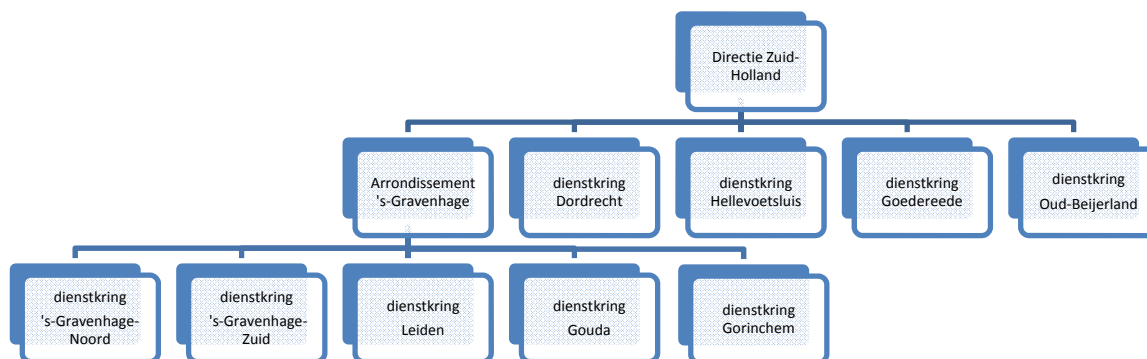 Directie Zuid-
Holland
Arrondissement
's-Gravenhage
dienstkring
Dordrecht
dienstkring
Hellevoetsluis
dienstkring
Goedereede
dienstkring
Oud-Beijerland
dienstkring
's-Gravenhage-
Noord
dienstkring
's-Gravenhage-
Zuid
dienstkring
Leiden
dienstkring
Gouda
dienstkring
Gorinchem